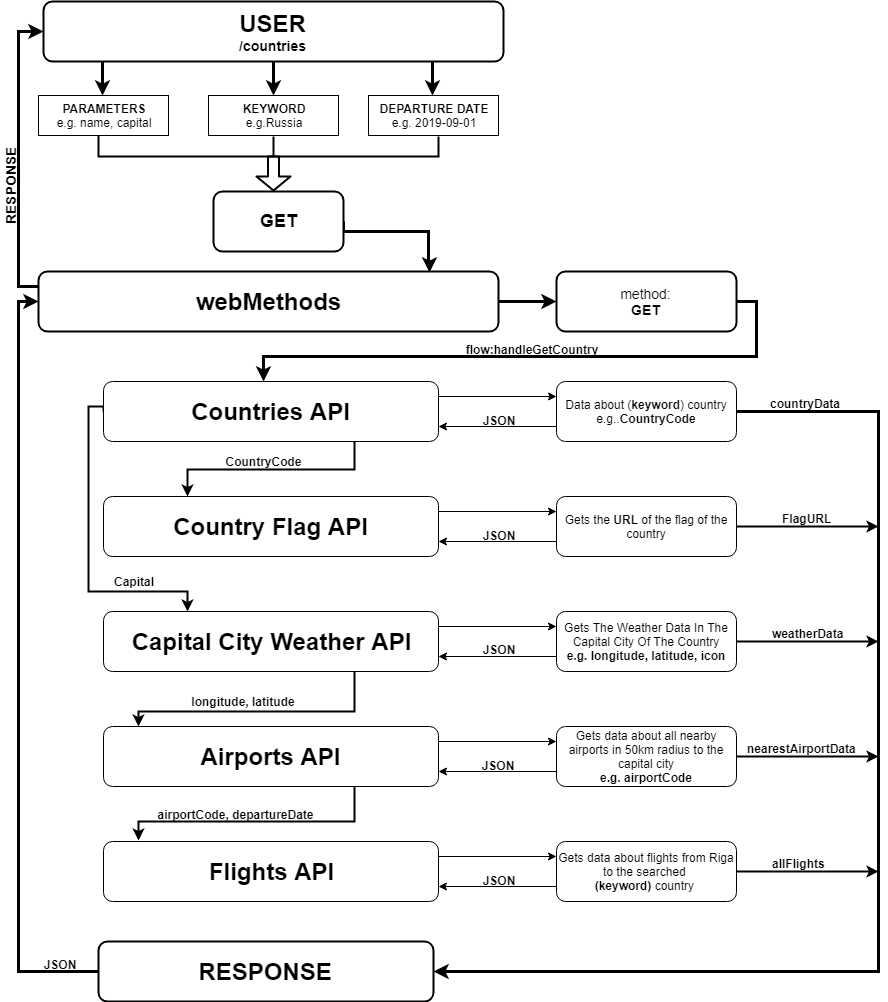 USER
/countries
PARAMETERS
e.g. name, capital
KEYWORD
e.g.Russia
DEPARTURE DATE
e.g. 2019-09-01
RESPONSE
GET
webMethods
method:
GET
flow:handleGetCountry
Countries API
JSON
Data about (keyword) country
e.g..CountryCode
countryData
CountryCode
Country Flag API
JSON
Gets the URL of the flag of the
country
FlagURL
Capital
Capital City Weather API
JSON
Gets The Weather Data In The
Capital City Of The Country
e.g. longitude, latitude, icon
weatherData
longitude, latitude
Airports API
JSON
Gets data about all nearby
airports in 50km radius to the
capital city
e.g. airportCode
nearestAirportData
airportCode, departureDate
Flights API
JSON
Gets data about flights from Riga
to the searched
(keyword) country
allFlights
JSON
RESPONSE